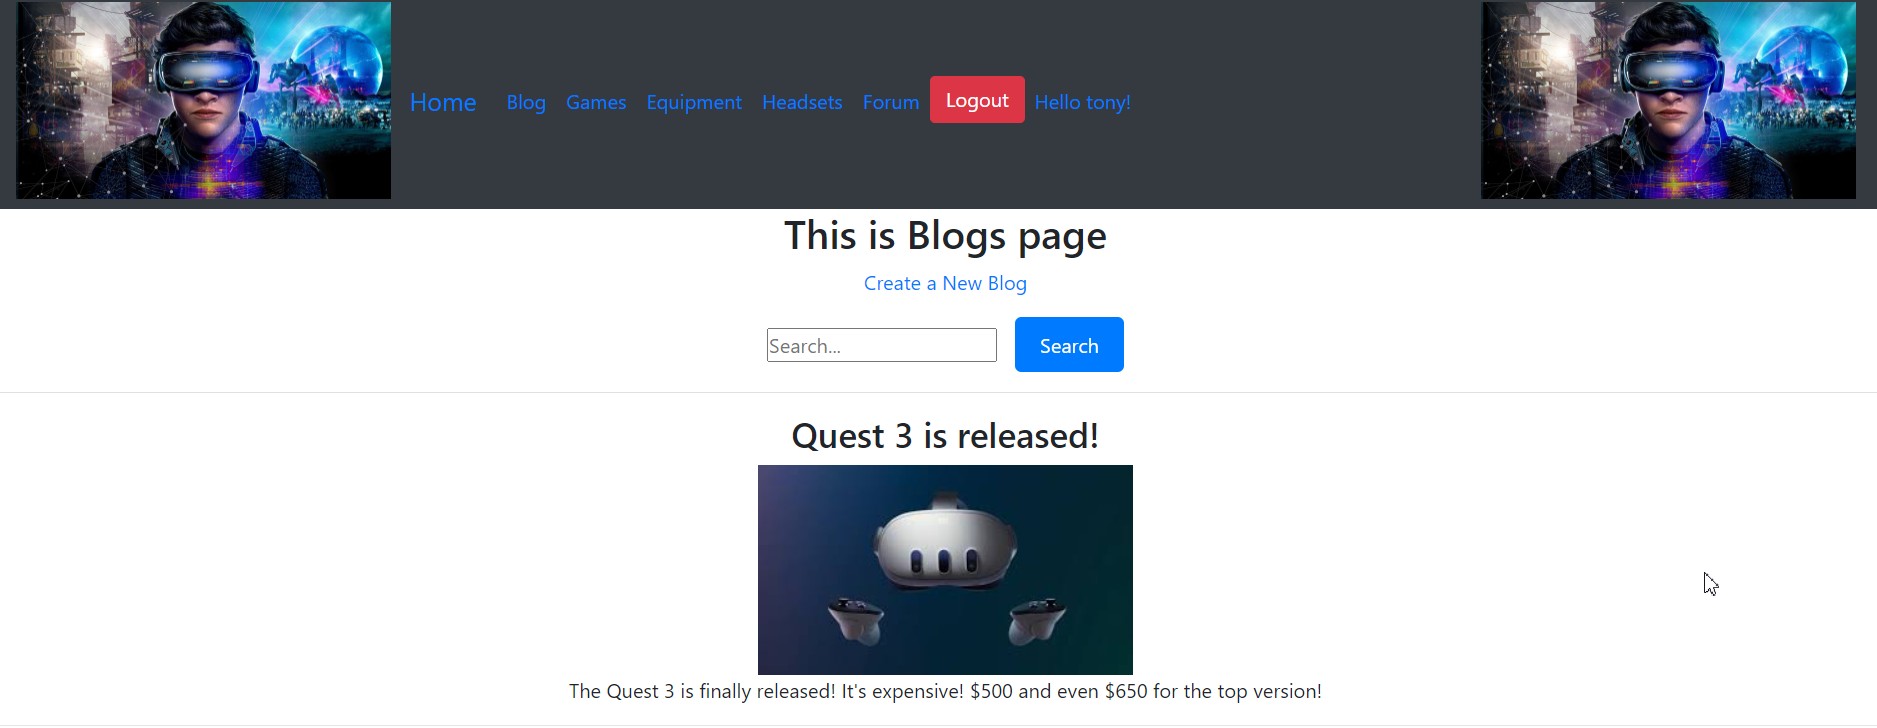 Home Blog Games Equipment Headsets Forum Logout Hello tony!
This is Blogs page
Create a New Blog
Search... Search
Quest 3 is released!
The Quest 3 is finally released! It's expensive! $500 and even $650 for the top version!